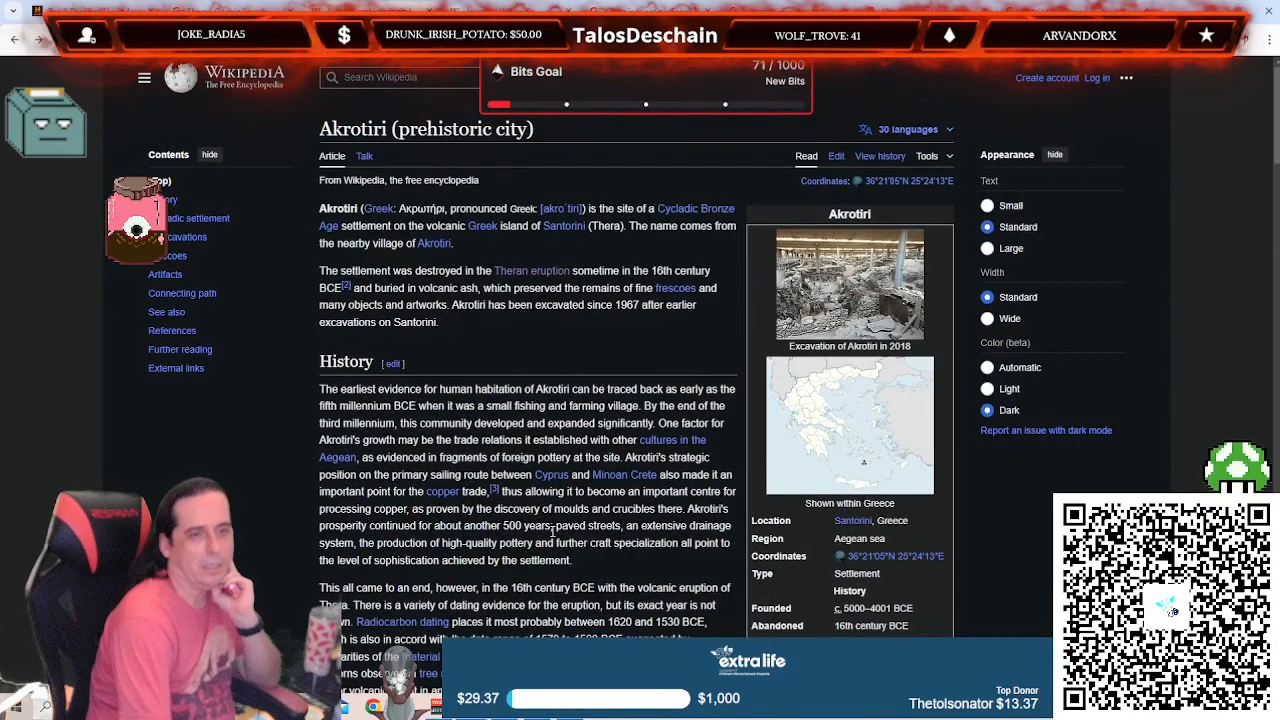 JOKE_RADIA5
$
DRUNK_IRISH_POTATO: $50.00
TalosDeschain
WOLF_TROVE: 41
ARVANDORX
WIKIPEDIA
The Free Encyclopedia
Search Wikipedia
Bits Goal
71 / 1000
New Bits
Create account
Log in
Akrotiri (prehistoric city)
30 languages
Article
Talk
Read
Edit
View history
Tools
From Wikipedia, the free encyclopedia
Coordinates: 36°21′05″N 25°24′13″E
Contents
hide
Artifacts
Connecting path
See also
References
Further reading
External links
Akrotiri (Greek: Ακρωτήρι, pronounced Greek: [akroˈtiri]) is the site of a Cycladic Bronze
Age settlement on the volcanic Greek island of Santorini (Thera). The name comes from
the nearby village of Akrotiri.
The settlement was destroyed in the Theran eruption sometime in the 16th century
BCE[2] and buried in volcanic ash, which preserved the remains of fine frescoes and
many objects and artworks. Akrotiri has been excavated since 1967 after earlier
excavations on Santorini.
History [ edit ]
The earliest evidence for human habitation of Akrotiri can be traced back as early as the
fifth millennium BCE when it was a small fishing and farming village. By the end of the
third millennium, this community developed and expanded significantly. One factor for
Akrotiri's growth may be the trade relations it established with other cultures in the
Aegean, as evidenced in fragments of foreign pottery at the site. Akrotiri's strategic
position on the primary sailing route between Cyprus and Minoan Crete also made it an
important point for the copper trade,[3] thus allowing it to become an important centre for
processing copper, as proven by the discovery of moulds and crucibles there. Akrotiri's
prosperity continued for about another 500 years paved streets, an extensive drainage
system, the production of high-quality pottery and further craft specialization all point to
the level of sophistication achieved by the settlement.
This all came to an end, however, in the 16th century BCE with the volcanic eruption of
There is a variety of dating evidence for the eruption, but its exact year is not
Radiocarbon dating places it most probably between 1620 and 1530 BCE,
Akrotiri
Excavation of Akrotiri in 2018
Shown within Greece
Location Santorini, Greece
Region Aegean sea
Coordinates 36°21′05″N 25°24′13″E
Type Settlement
History
Founded c. 5000–4001 BCE
Abandoned 16th century BCE
Appearance
hide
Text
Small
Standard
Large
Width
Standard
Wide
Color (beta)
Automatic
Light
Dark
Report an issue with dark mode
extra life
$29.37
$1,000
Top Donor
Thetolsonator $13.37